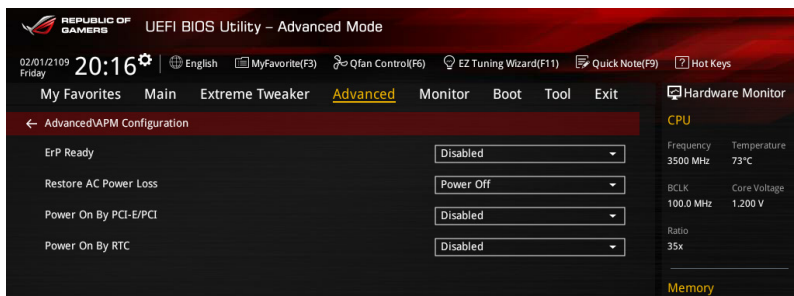 REPUBLIC OF GAMERS UEFI BIOS Utility – Advanced Mode
02/01/2109 Friday 20:16 English MyFavorite(F3) Qfan Control(F6) EZ Tuning Wizard(F11) Quick Note(F9) ? Hot Keys
My Favorites Main Extreme Tweaker Advanced Monitor Boot Tool Exit Hardware Monitor
← Advanced\APM Configuration CPU
ErP Ready Disabled
Frequency Temperature
3500 MHz 73°C
Restore AC Power Loss Power Off
BCLK Core Voltage
100.0 MHz 1.200 V
Power On By PCI-E/PCI Disabled
Ratio
Power On By RTC Disabled
35x
Memory